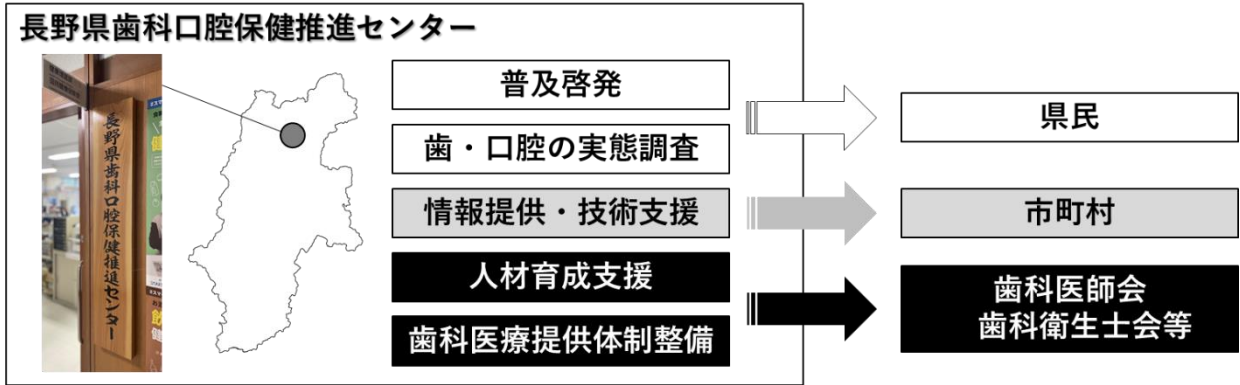 長野県歯科口腔保健推進センター
長野県歯科口腔保健推進センター
普及啓発
歯・口腔の実態調査
情報提供・技術支援
人材育成支援
歯科医療提供体制整備
県民
市町村
歯科医師会
歯科衛生士会等